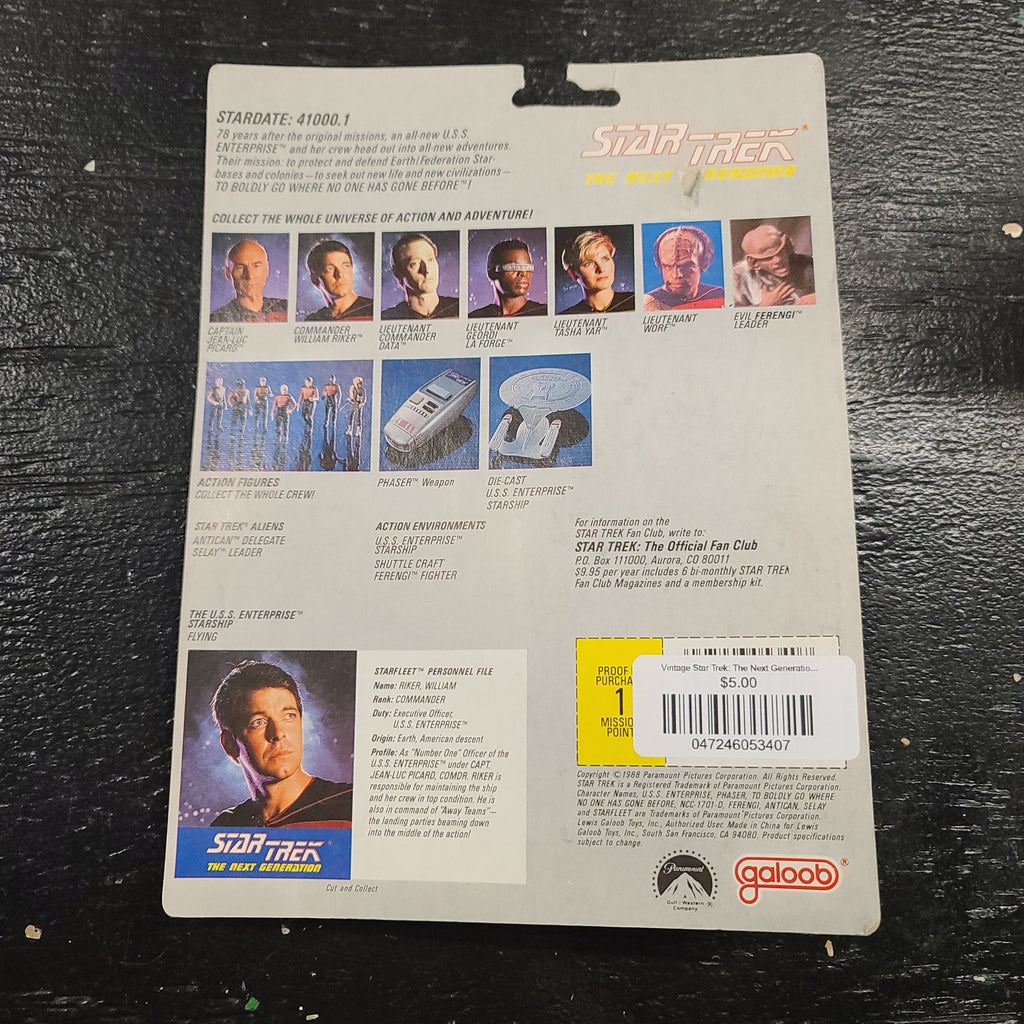 STARDATE: 41000.1
78 years after the original missions, an all-new U.S.S.
ENTERPRISE™ and her crew head out into all-new adventures.
Their mission: to protect and defend Earth/Federation Star-
bases and colonies—to seek out new life and new civilizations—
TO BOLDLY GO WHERE NO ONE HAS GONE BEFORE™!
STAR TREK®
THE NEXT GENERATION
COLLECT THE WHOLE UNIVERSE OF ACTION AND ADVENTURE!
CAPTAIN
JEAN-LUC
PICARD™
COMMANDER
WILLIAM RIKER™
LIEUTENANT
COMMANDER
DATA™
LIEUTENANT
GEORDI
LA FORGE™
LIEUTENANT
TASHA YAR™
LIEUTENANT
WORF™
EVIL FERENGI™
LEADER
ACTION FIGURES
COLLECT THE WHOLE CREW!
PHASER™ Weapon
DIE-CAST
U.S.S. ENTERPRISE™
STARSHIP
STAR TREK® ALIENS
ANTICAN™ DELEGATE
SELAY™ LEADER
ACTION ENVIRONMENTS
U.S.S. ENTERPRISE™
STARSHIP
SHUTTLE CRAFT
FERENGI™ FIGHTER
For information on the
STAR TREK Fan Club, write to:
STAR TREK: The Official Fan Club
P.O. Box 111000, Aurora, CO 80011
$9.95 per year includes 6 bi-monthly STAR TREK
Fan Club Magazines and a membership kit.
THE U.S.S. ENTERPRISE™
STARSHIP
FLYING
STAR TREK®
THE NEXT GENERATION
STARFLEET™ PERSONNEL FILE
Name: RIKER, WILLIAM
Rank: COMMANDER
Duty: Executive Officer,
U.S.S. ENTERPRISE™
Origin: Earth, American descent
Profile: As "Number One" Officer of the
U.S.S. ENTERPRISE™ under CAPT.
JEAN-LUC PICARD, COMDR. RIKER is
responsible for maintaining the ship
and her crew in top condition. He is
also in command of "Away Teams"—
the landing parties beaming down
into the middle of the action!
Cut and Collect
PROOF
PURCHA
1
MISSIO
POINT
Vintage Star Trek: The Next Generatio...
$5.00
047246053407
Copyright ©1988 Paramount Pictures Corporation. All Rights Reserved.
STAR TREK is a Registered Trademark of Paramount Pictures Corporation.
Character Names, U.S.S. ENTERPRISE, PHASER, TO BOLDLY GO WHERE
NO ONE HAS GONE BEFORE, NCC-1701-D, FERENGI, ANTICAN, SELAY
and STARFLEET are Trademarks of Paramount Pictures Corporation.
Lewis Galoob Toys, Inc., Authorized User. Made in China for Lewis
Galoob Toys, Inc., South San Francisco, CA 94080. Product specifications
subject to change.
Paramount
A
Gulf+Western
Company
galoob®